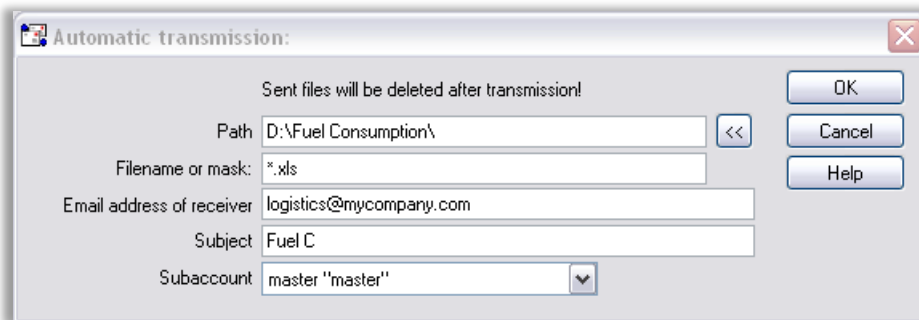 Automatic transmission:
Sent files will be deleted after transmission!
OK
Path D:\Fuel Consumption\ <<
Cancel
Filename or mask: *.xls
Help
Email address of receiver logistics@mycompany.com
Subject Fuel C
Subaccount master "master"